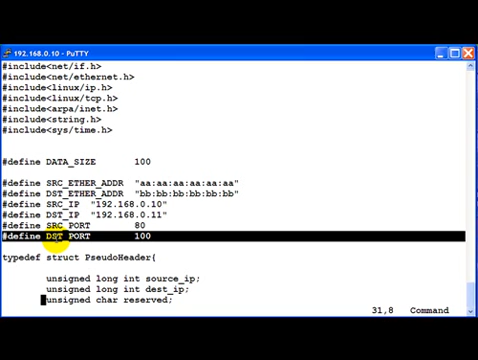 192.168.0.10 - PuTTY
#include<net/if.h>
#include<net/ethernet.h>
#include<linux/ip.h>
#include<linux/tcp.h>
#include<arpa/inet.h>
#include<string.h>
#include<sys/time.h>
#define DATA_SIZE 100
#define SRC_ETHER_ADDR "aa:aa:aa:aa:aa:aa"
#define DST_ETHER_ADDR "bb:bb:bb:bb:bb:bb"
#define SRC_IP "192.168.0.10"
#define DST_IP "192.168.0.11"
#define SRC_PORT 80
#define DST_PORT 100
typedef struct PseudoHeader{
unsigned long int source_ip;
unsigned long int dest_ip;
unsigned char reserved;
31,8 Command